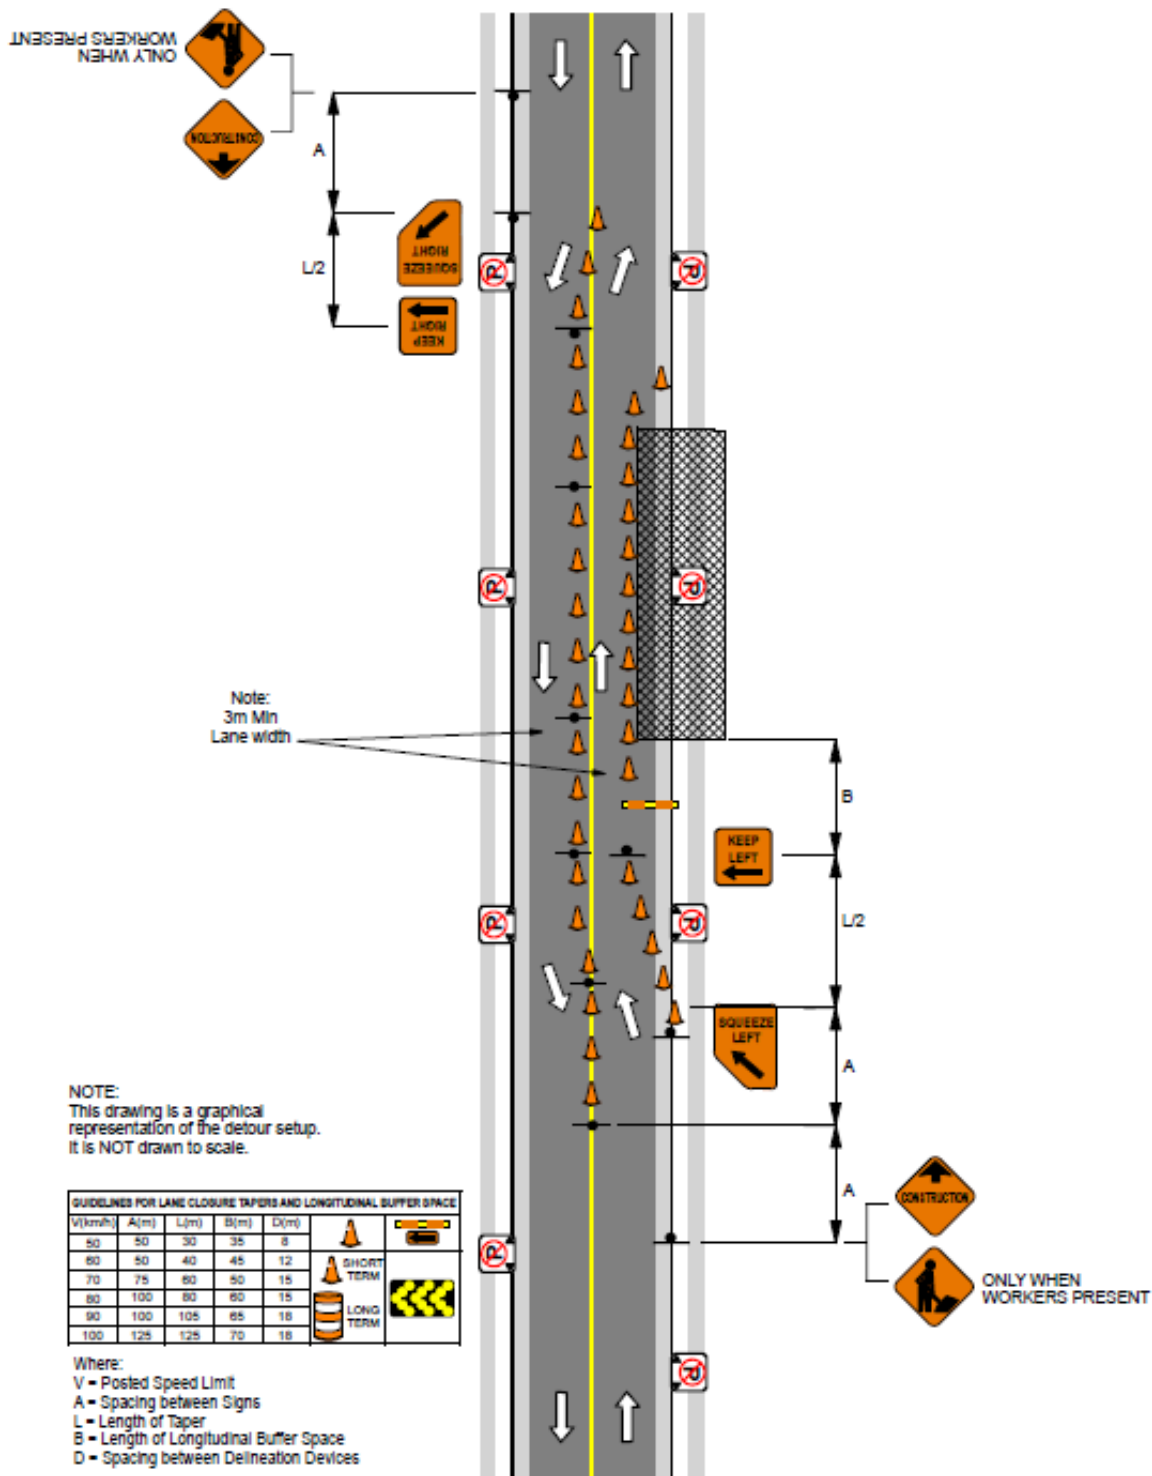 ONLY WHEN
WORKERS PRESENT
CONSTRUCTION
A
SQUEEZE
RIGHT
L/2
KEEP
RIGHT
P
P
P
P
Note:
3m Min
Lane width
B
KEEP
LEFT
L/2
P
P
SQUEEZE
LEFT
A
NOTE:
This drawing is a graphical
representation of the detour setup.
It is NOT drawn to scale.
A
CONSTRUCTION
ONLY WHEN
WORKERS PRESENT
GUIDELINES FOR LANE CLOSURE TAPERS AND LONGITUDINAL BUFFER SPACE
V(km/h) A(m) L(m) B(m) D(m)
50 50 30 35 8
60 50 40 45 12
70 75 60 50 15
80 100 80 60 15
90 100 105 65 18
100 125 125 70 18
SHORT
TERM
LONG
TERM
P
P
Where:
V = Posted Speed Limit
A = Spacing between Signs
L = Length of Taper
B = Length of Longitudinal Buffer Space
D = Spacing between Delineation Devices